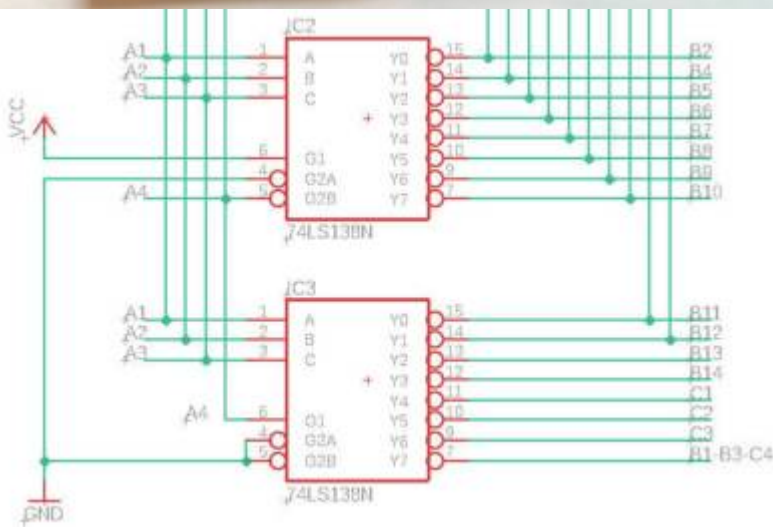 IC2
A1 1 A Y0 15 B2
A2 2 B Y1 14 B4
A3 3 C Y2 13 B5
Y3 12 B6
VCC
Y4 11 B7
6 G1 Y5 10 B8
4 G2A Y6 9 B9
A4 5 G2B Y7 7 B10
74LS138N
IC3
A1 1 A Y0 15 B11
A2 2 B Y1 14 B12
A3 3 C Y2 13 B13
Y3 12 B14
Y4 11 C1
A4 6 G1 Y5 10 C2
4 G2A Y6 9 C3
5 G2B Y7 7 B1-B3-C4
74LS138N
GND